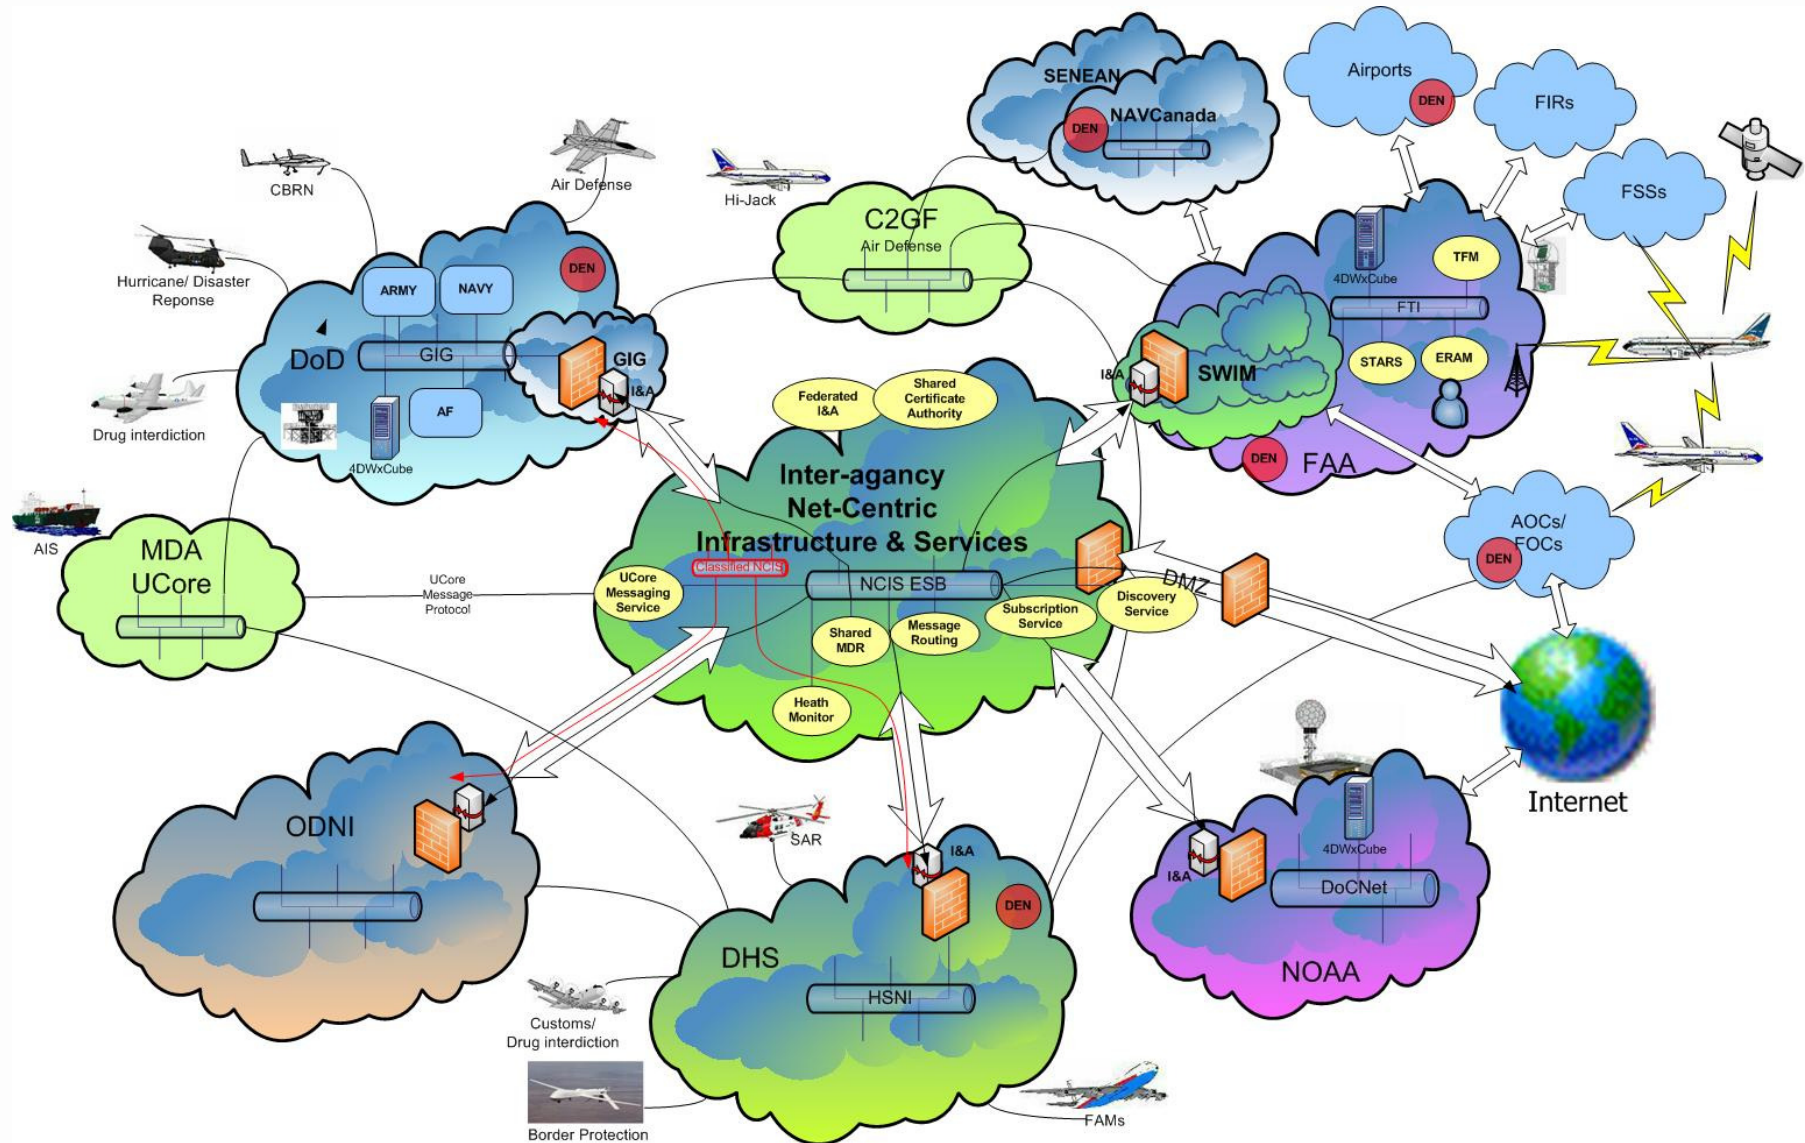 SENEAN
NAVCanada
DEN
Airports
DEN
FIRs
FSSs
CBRN
Air Defense
Hi-Jack
C2GF
Air Defense
Hurricane/ Disaster
Reponse
ARMY
NAVY
DEN
DoD
GIG
GIG
I&A
AF
4DWxCube
Drug interdiction
4DWxCube
TFM
FTI
STARS
ERAM
I&A
SWIM
DEN
FAA
Federated
I&A
Shared
Certificate
Authority
Inter-agancy
Net-Centric
Infrastructure & Services
Classified NCIS
NCIS ESB
UCore
Messaging
Service
Shared
MDR
Message
Routing
Subscription
Service
Discovery
Service
Heath
Monitor
DMZ
AOCs/
FOCs
DEN
AIS
MDA
UCore
UCore
Message
Protocol
Internet
ODNI
SAR
I&A
DEN
DHS
HSNI
Customs/
Drug interdiction
Border Protection
FAMs
4DWxCube
I&A
DoCNet
NOAA